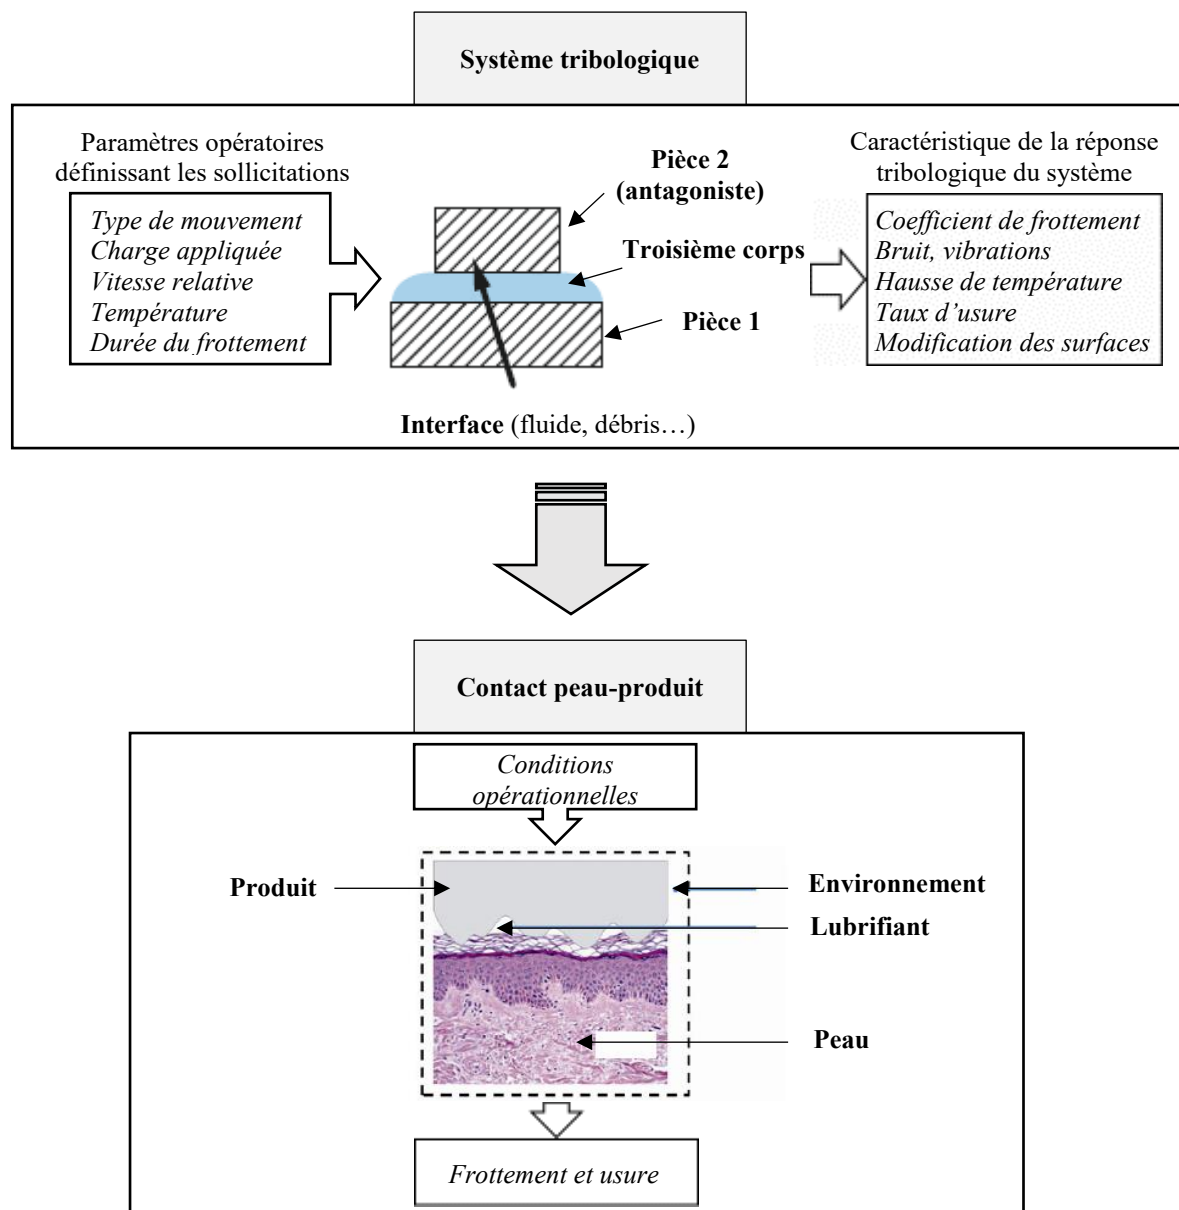 Système tribologique
Paramètres opératoires
définissant les sollicitations
Type de mouvement
Charge appliquée
Vitesse relative
Température
Durée du frottement
Pièce 2
(antagoniste)
Troisième corps
Pièce 1
Interface (fluide, débris…)
Caractéristique de la réponse
tribologique du système
Coefficient de frottement
Bruit, vibrations
Hausse de température
Taux d’usure
Modification des surfaces
Contact peau-produit
Conditions
opérationnelles
Produit
Environnement
Lubrifiant
Peau
Frottement et usure